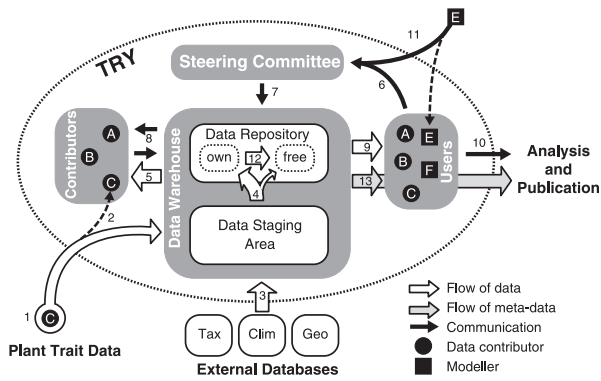 TRY
E
11
Steering Committee
7
6
Contributors
A
B
C
8
5
2
Data Warehouse
Data Repository
own
12
free
4
Data Staging
Area
9
13
A
E
B
F
C
Users
10
Analysis
and
Publication
1
C
Plant Trait Data
3
Tax
Clim
Geo
External Databases
Flow of data
Flow of meta-data
Communication
Data contributor
Modeller